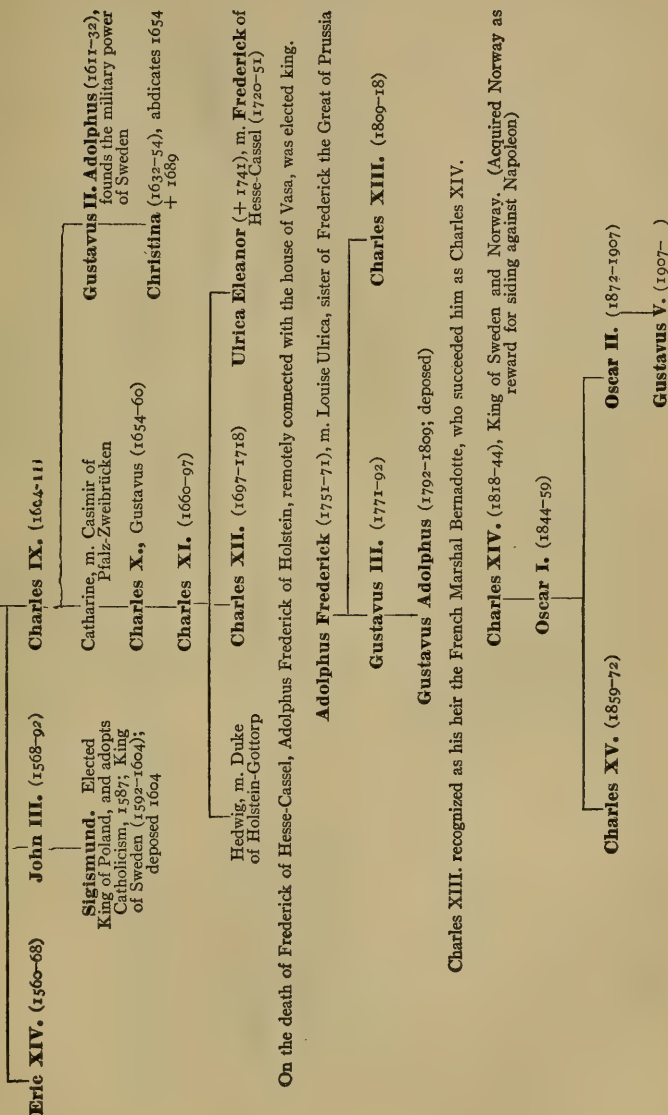 Eric XIV. (1560–68)
John III. (1568–92)
Charles IX. (1604–11)
Sigismund. Elected
King of Poland, and adopts
Catholicism, 1587; King
of Sweden (1592–1604);
deposed 1604
Catharine, m. Casimir of
Pfalz-Zweibrücken
Gustavus II. Adolphus (1611–32),
founds the military power
of Sweden
Charles X., Gustavus (1654–60)
Christina (1632–54), abdicates 1654
+ 1689
Charles XI. (1660–97)
Hedwig, m. Duke
of Holstein-Gottorp
Charles XII. (1697–1718)
Ulrica Eleanor (+ 1741), m. Frederick of
Hesse-Cassel (1720–51)
On the death of Frederick of Hesse-Cassel, Adolphus Frederick of Holstein, remotely connected with the house of Vasa, was elected king.
Adolphus Frederick (1751–71), m. Louise Ulrica, sister of Frederick the Great of Prussia
Gustavus III. (1771–92)
Charles XIII. (1809–18)
Gustavus Adolphus (1792–1809; deposed)
Charles XIII. recognized as his heir the French Marshal Bernadotte, who succeeded him as Charles XIV.
Charles XIV. (1818–44), King of Sweden and Norway. (Acquired Norway as
reward for siding against Napoleon)
Oscar I. (1844–59)
Charles XV. (1859–72)
Oscar II. (1872–1907)
Gustavus V. (1907– )